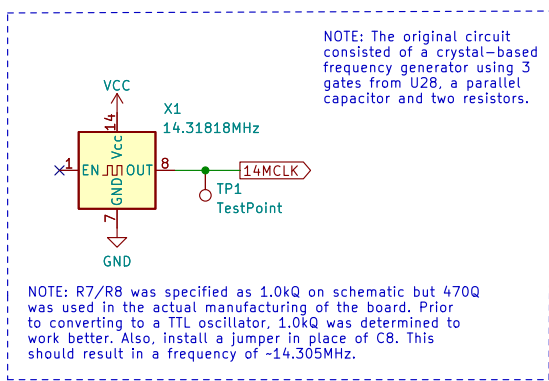 NOTE: The original circuit
consisted of a crystal-based
frequency generator using 3
gates from U28, a parallel
capacitor and two resistors.
VCC
14
X1
14.31818MHz
Vcc
1
EN
OUT
8
14MCLK
GND
TP1
TestPoint
7
GND
NOTE: R7/R8 was specified as 1.0kΩ on schematic but 470Ω
was used in the actual manufacturing of the board. Prior
to converting to a TTL oscillator, 1.0kΩ was determined to
work better. Also, install a jumper in place of C8. This
should result in a frequency of ~14.305MHz.